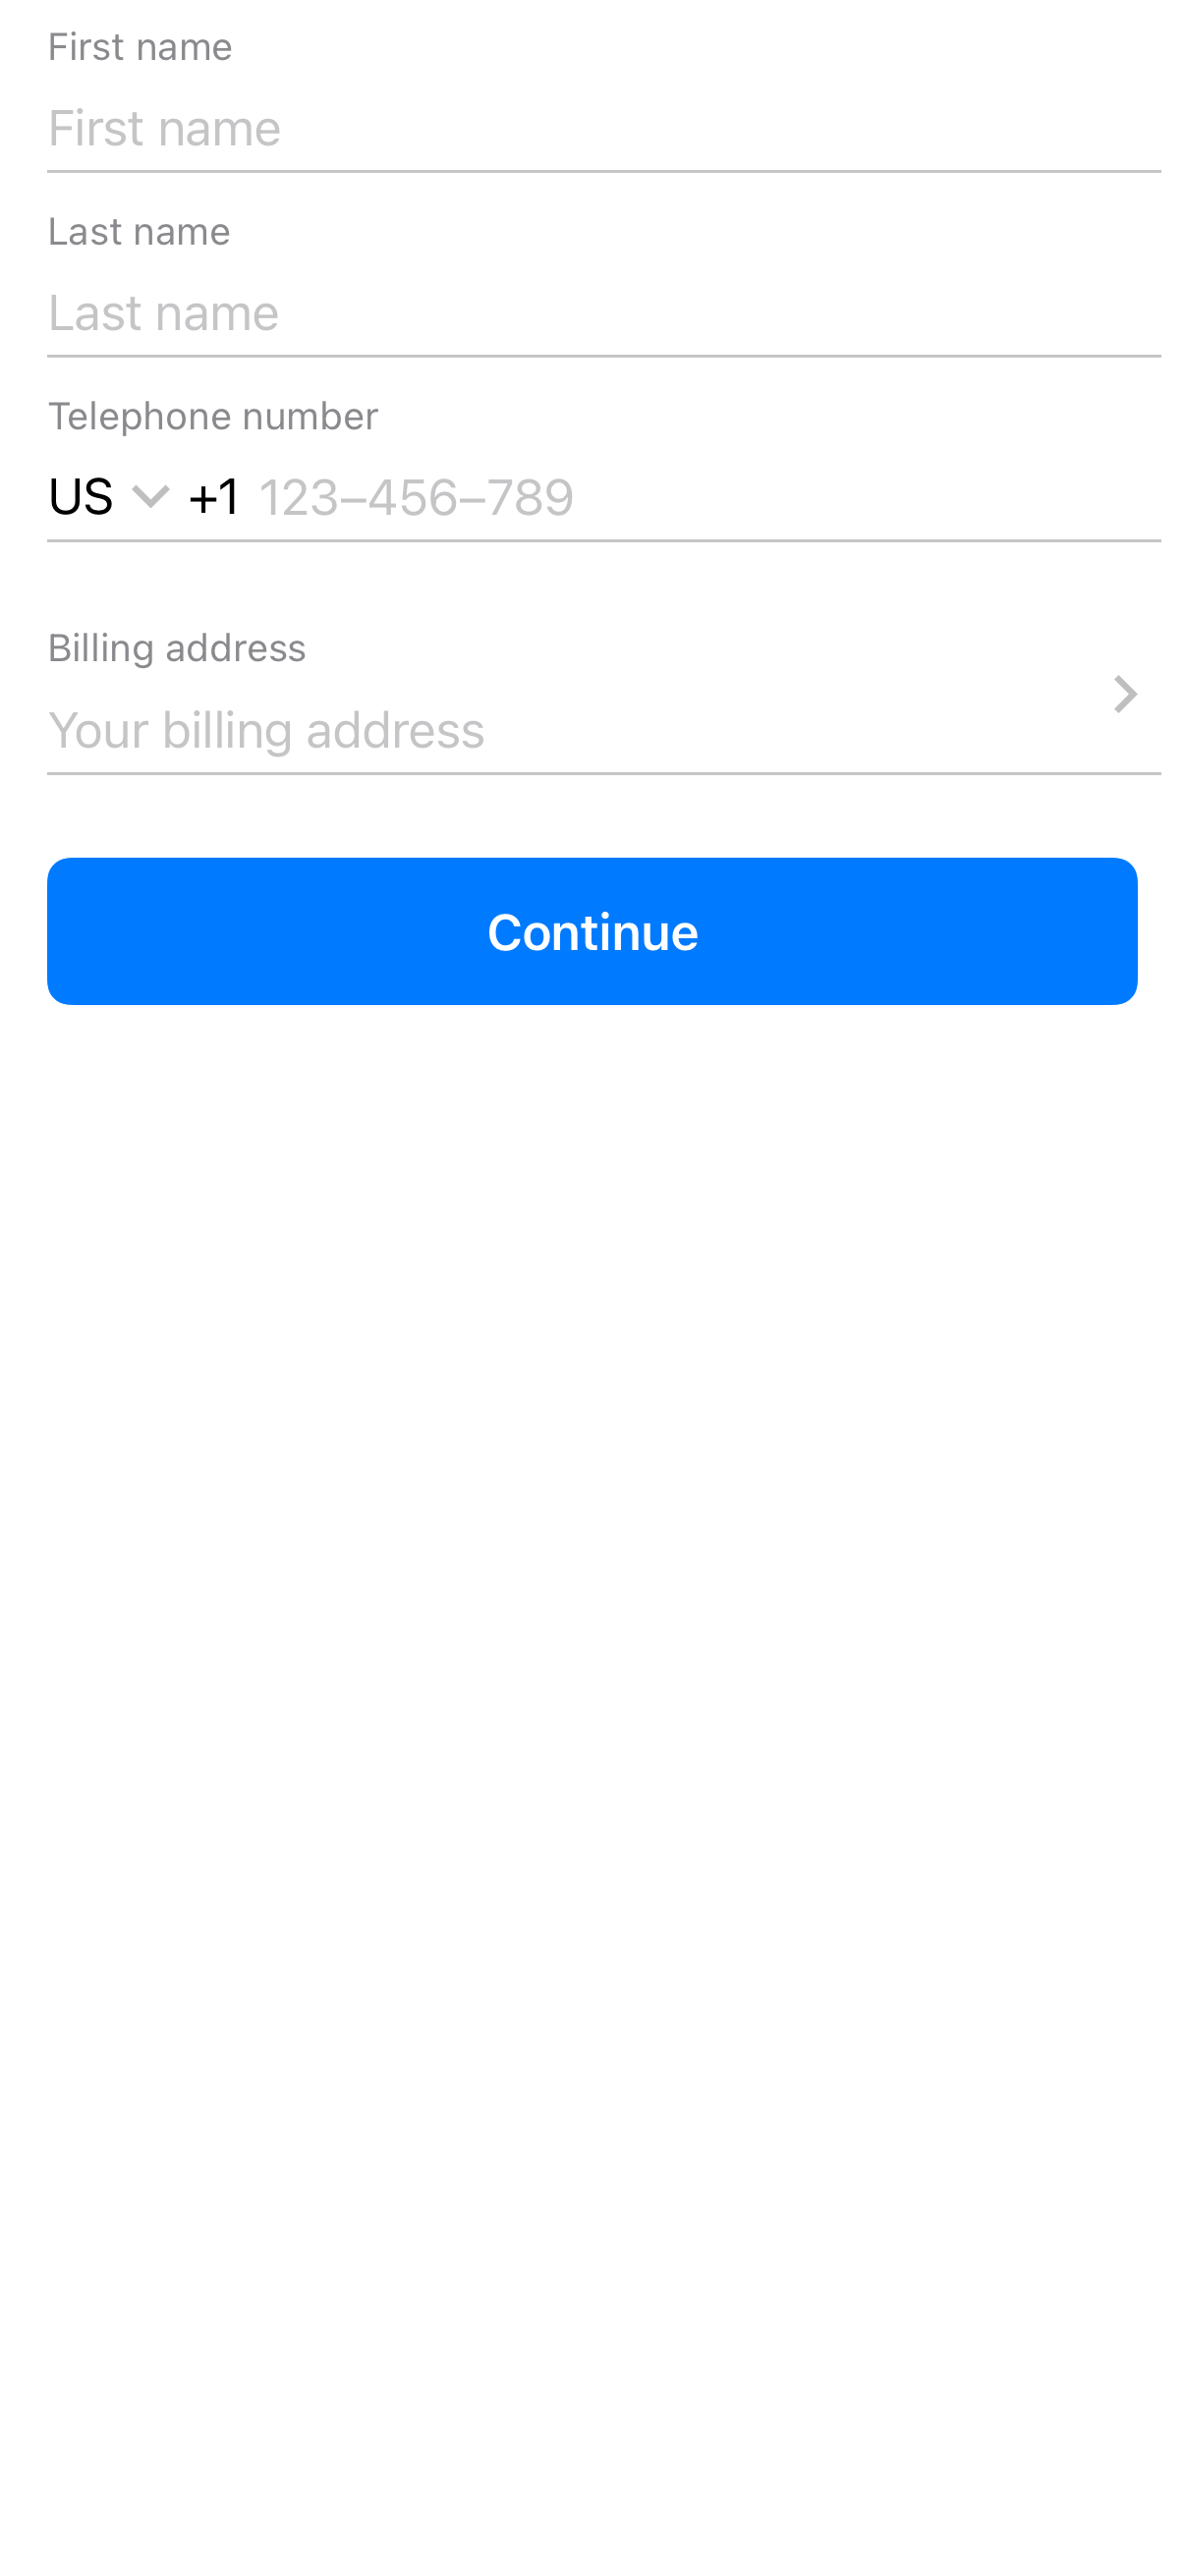 First name
First name
Last name
Last name
Telephone number
US +1 123–456–789
Billing address
Your billing address
Continue